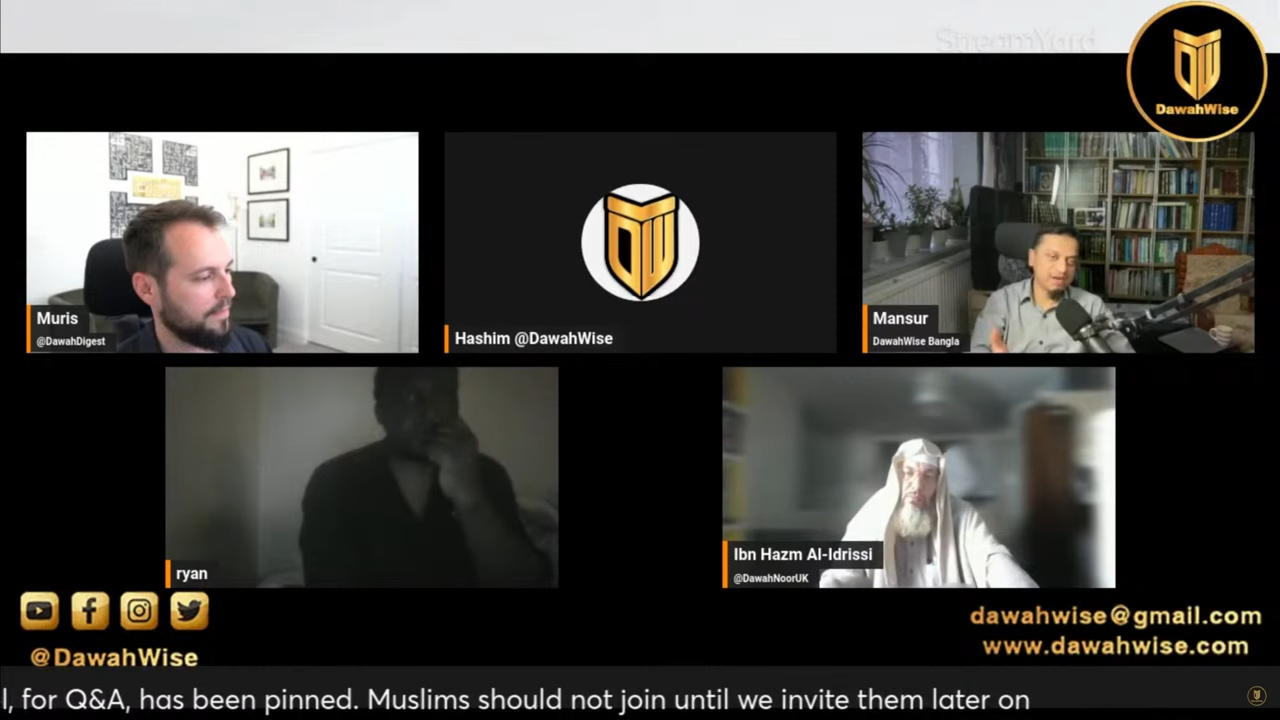 StreamYard
DawahWise
Muris
@DawahDigest
Hashim @DawahWise
Mansur
DawahWise Bangla
ryan
Ibn Hazm Al-Idrissi
@DawahNoorUK
@DawahWise
dawahwise@gmail.com
www.dawahwise.com
l, for Q&A, has been pinned. Muslims should not join until we invite them later on